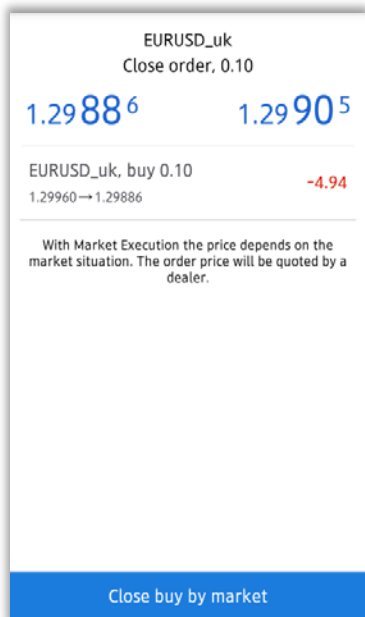 EURUSD_uk
Close order, 0.10
1.29886 1.29905
EURUSD_uk, buy 0.10
-4.94
1.29960→1.29886
With Market Execution the price depends on the
market situation. The order price will be quoted by a
dealer.
Close buy by market